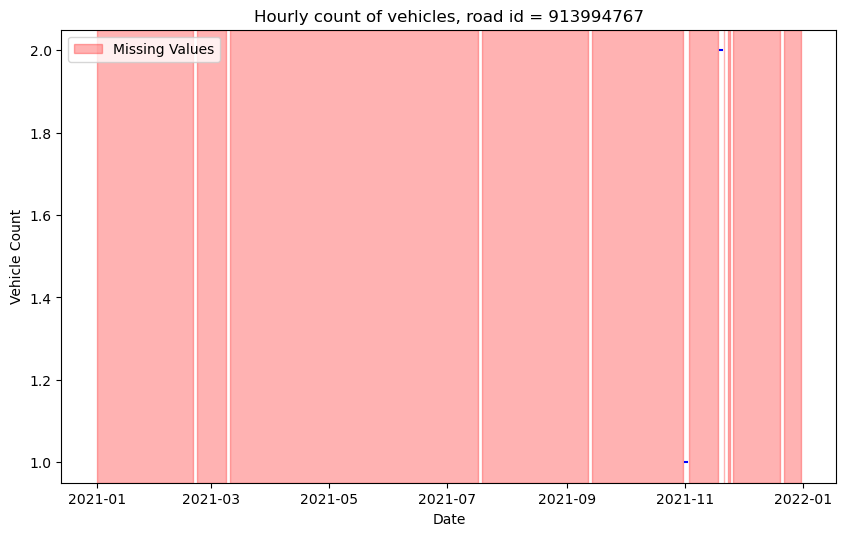 Hourly count of vehicles, road id = 913994767
Missing Values
Vehicle Count
2.0
1.8
1.6
1.4
1.2
1.0
2021-01 2021-03 2021-05 2021-07 2021-09 2021-11 2022-01
Date